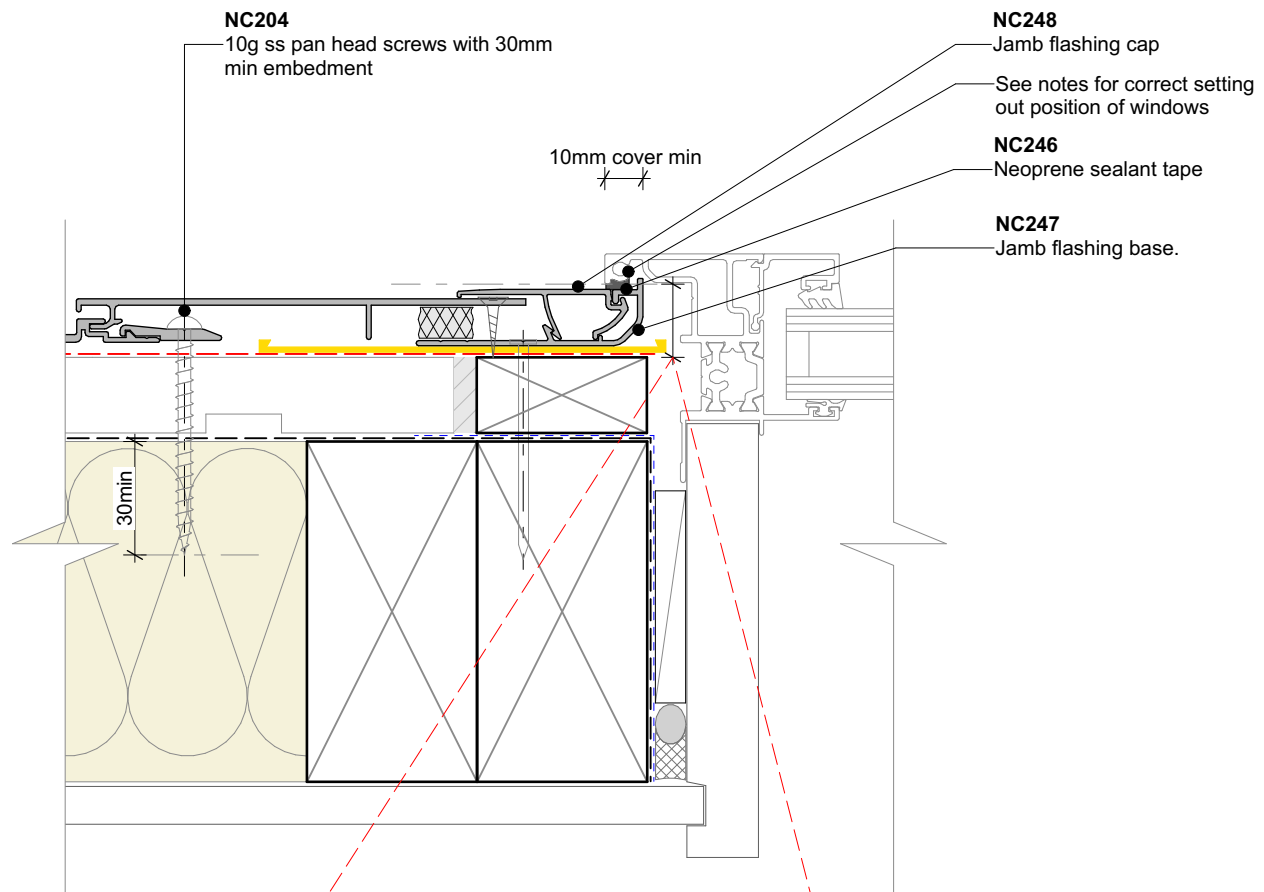 NC204
10g ss pan head screws with 30mm
min embedment
NC248
Jamb flashing cap
See notes for correct setting
out position of windows
10mm cover min
NC246
Neoprene sealant tape
NC247
Jamb flashing base.
30min